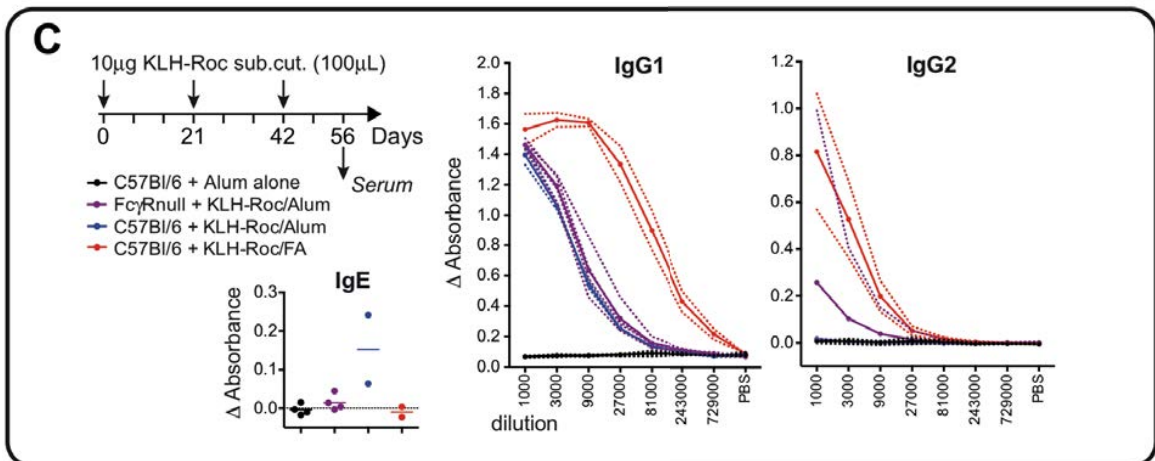 C
10µg KLH-Roc sub.cut. (100µL)
0 21 42 56 Days
Serum
C57Bl/6 + Alum alone
FcγRnull + KLH-Roc/Alum
C57Bl/6 + KLH-Roc/Alum
C57Bl/6 + KLH-Roc/FA
IgE
Δ Absorbance
0.3
0.2
0.1
0.0
IgG1
Δ Absorbance
2.0
1.8
1.6
1.4
1.2
1.0
0.8
0.6
0.4
0.2
0.0
dilution
1000
3000
9000
27000
81000
243000
729000
PBS
IgG2
1.2
1.0
0.8
0.6
0.4
0.2
0.0
1000
3000
9000
27000
81000
243000
729000
PBS